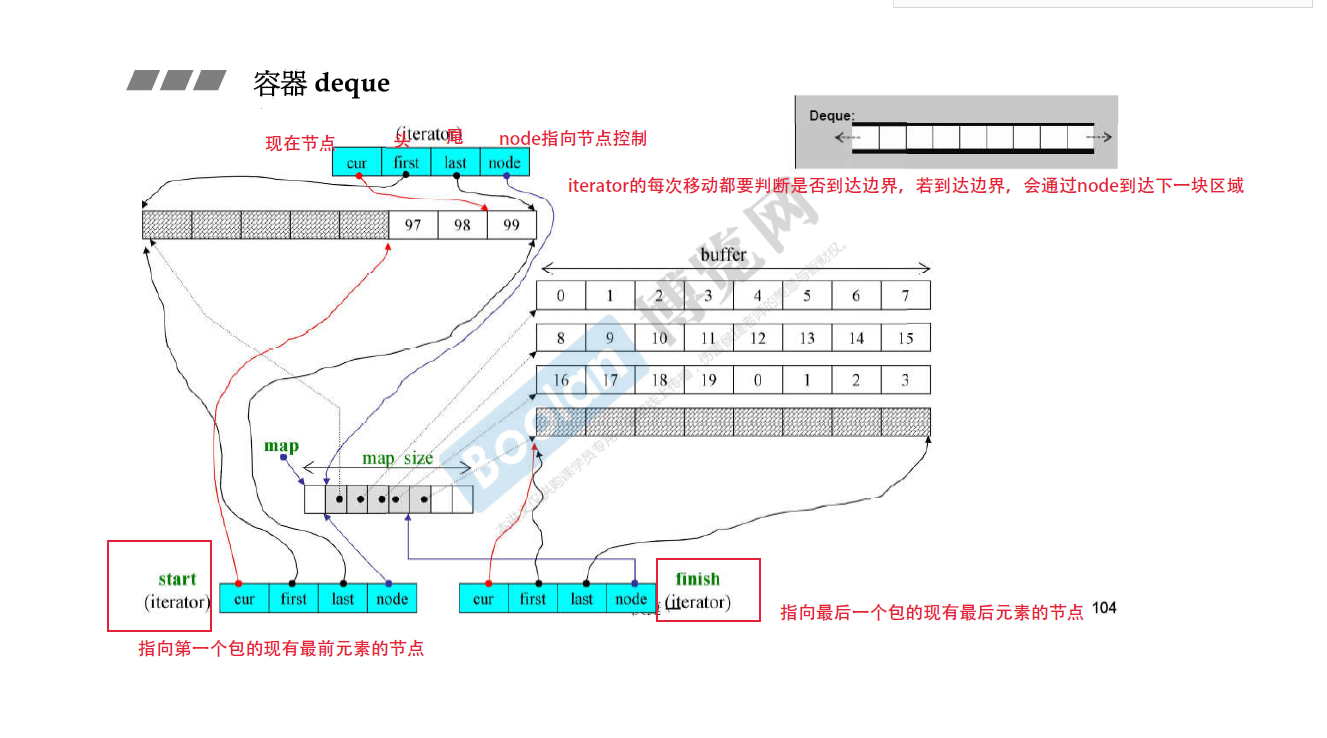 容器 deque
Deque:
(iterator)
现在节点
头
尾
node指向节点控制
cur first last node
iterator的每次移动都要判断是否到达边界，若到达边界，会通过node到达下一块区域
97 98 99
buffer
0 1 2 3 4 5 6 7
8 9 10 11 12 13 14 15
16 17 18 19 0 1 2 3
博览网
Boolan
map
map size
start
(iterator)
cur first last node
cur first last node
finish
(iterator)
指向最后一个包的现有最后元素的节点
104
指向第一个包的现有最前元素的节点